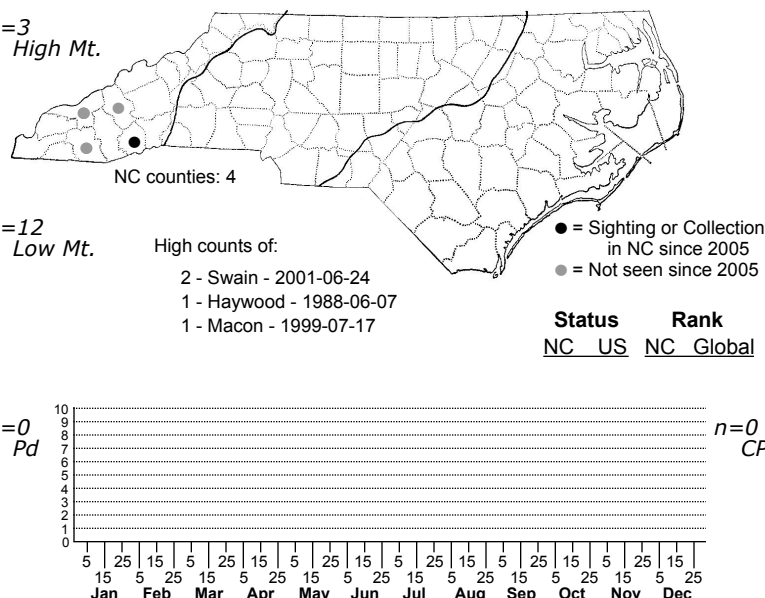 =3
High Mt.
NC counties: 4
=12
Low Mt.
High counts of:
2 - Swain - 2001-06-24
1 - Haywood - 1988-06-07
1 - Macon - 1999-07-17
● = Sighting or Collection
in NC since 2005
● = Not seen since 2005
Status Rank
NC US NC Global
=0
Pd
10
9
8
7
6
5
4
3
2
1
0
n=0
CP
5 25 15 5 25 15 5 25 15 5 25 15 5 25 15 5 25 15
15 5 25 15 5 25 15 5 25 15 5 25 15 5 25 15 5 25
Jan Feb Mar Apr May Jun Jul Aug Sep Oct Nov Dec